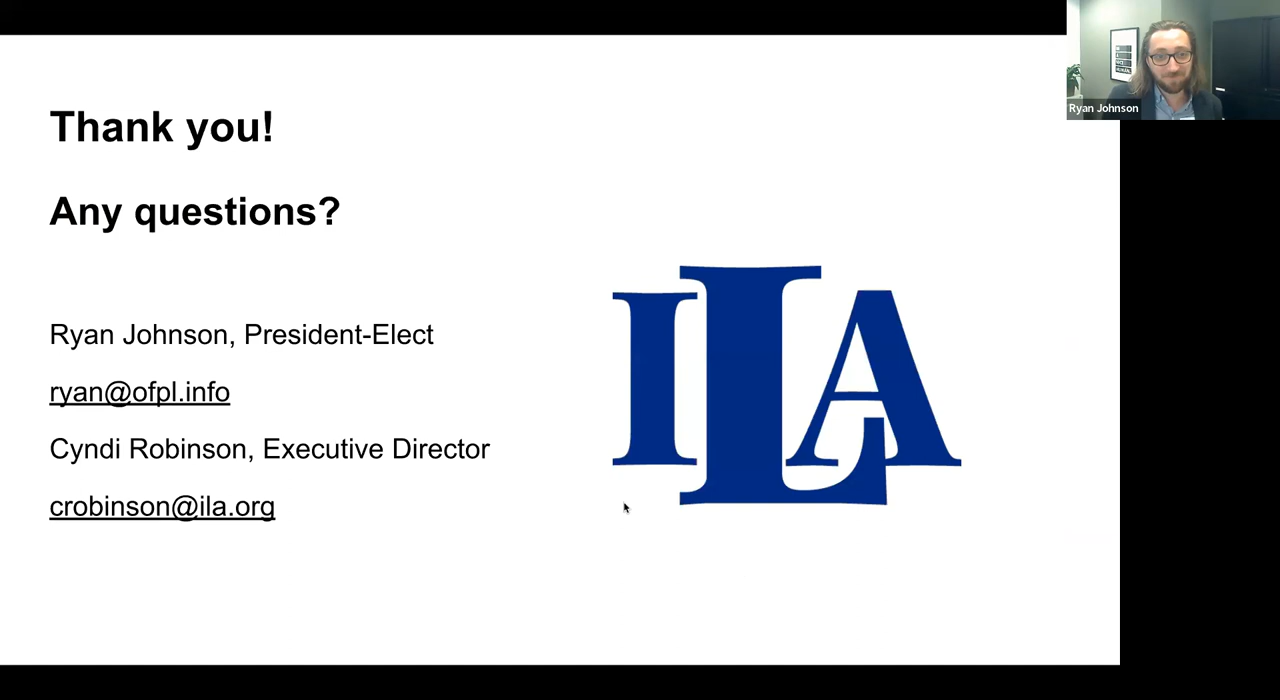 Thank you!
Any questions?
Ryan Johnson, President-Elect
ryan@ofpl.info
Cyndi Robinson, Executive Director
crobinson@ila.org
ILA
Ryan Johnson